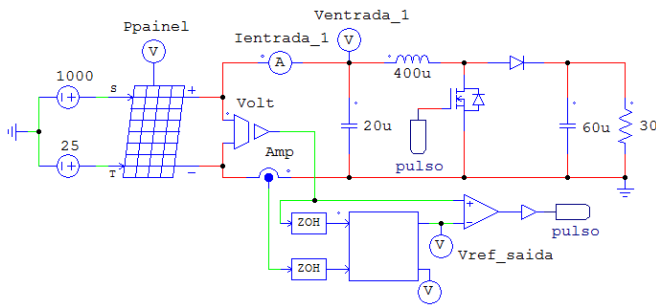 Ppainel
Ientrada_1
Ventrada_1
V
V
A
1000
S
+
400u
Volt
25
T
-
20u
60u
30
Amp
pulso
ZOH
+
-
pulso
V
Vref_saida
ZOH
V